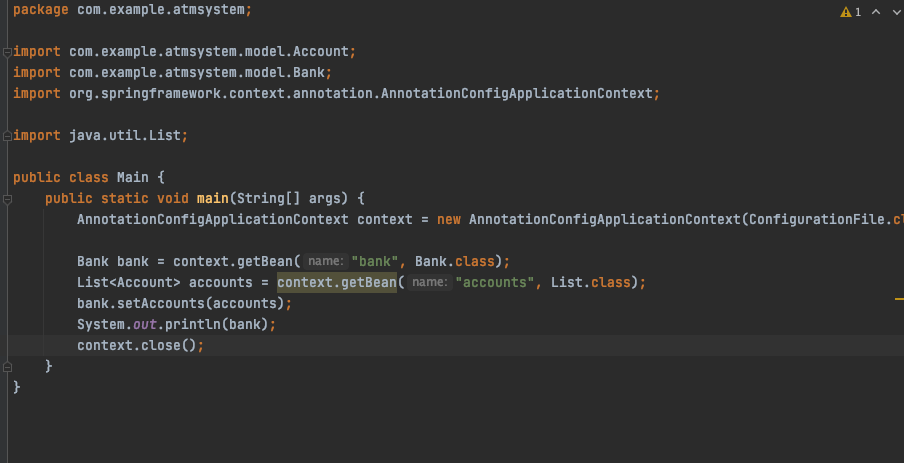 package com.example.atmsystem;
1
import com.example.atmsystem.model.Account;
import com.example.atmsystem.model.Bank;
import org.springframework.context.annotation.AnnotationConfigApplicationContext;
import java.util.List;
public class Main {
public static void main(String[] args) {
AnnotationConfigApplicationContext context = new AnnotationConfigApplicationContext(ConfigurationFile.cl
Bank bank = context.getBean( name: "bank", Bank.class);
List<Account> accounts = context.getBean( name: "accounts", List.class);
bank.setAccounts(accounts);
System.out.println(bank);
context.close();
}
}